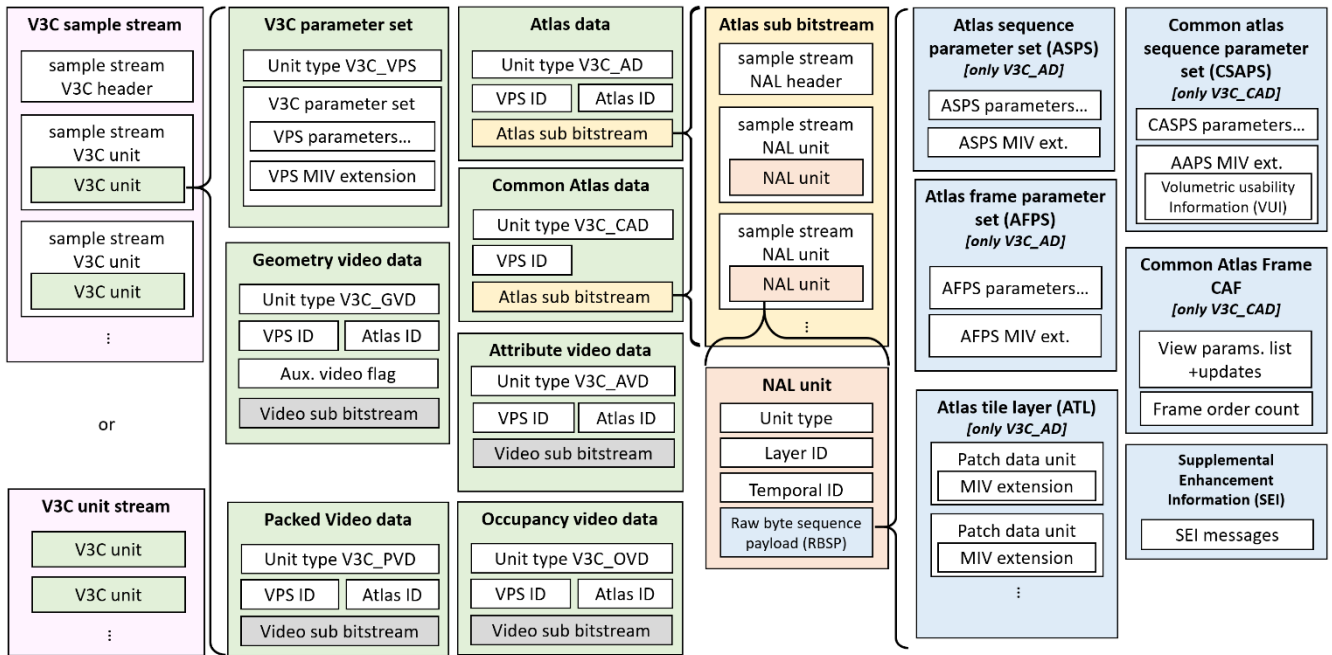 V3C sample stream
sample stream
V3C header
sample stream
V3C unit
V3C unit
sample stream
V3C unit
V3C unit
⋮
or
V3C unit stream
V3C unit
V3C unit
⋮
V3C parameter set
Unit type V3C_VPS
V3C parameter set
VPS parameters...
VPS MIV extension
Geometry video data
Unit type V3C_GVD
VPS ID
Atlas ID
Aux. video flag
Video sub bitstream
Packed Video data
Unit type V3C_PVD
VPS ID
Atlas ID
Video sub bitstream
Atlas data
Unit type V3C_AD
VPS ID
Atlas ID
Atlas sub bitstream
Common Atlas data
Unit type V3C_CAD
VPS ID
Atlas sub bitstream
Attribute video data
Unit type V3C_AVD
VPS ID
Atlas ID
Video sub bitstream
Occupancy video data
Unit type V3C_OVD
VPS ID
Atlas ID
Video sub bitstream
Atlas sub bitstream
sample stream
NAL header
sample stream
NAL unit
NAL unit
sample stream
NAL unit
NAL unit
⋮
NAL unit
Unit type
Layer ID
Temporal ID
Raw byte sequence
payload (RBSP)
Atlas sequence
parameter set (ASPS)
[only V3C_AD]
ASPS parameters...
ASPS MIV ext.
Atlas frame parameter
set (AFPS)
[only V3C_AD]
AFPS parameters...
AFPS MIV ext.
Atlas tile layer (ATL)
[only V3C_AD]
Patch data unit
MIV extension
Patch data unit
MIV extension
⋮
Common atlas
sequence parameter
set (CSAPS)
[only V3C_CAD]
CASPS parameters...
AAPS MIV ext.
Volumetric usability
Information (VUI)
Common Atlas Frame
CAF
[only V3C_CAD]
View params. list
+updates
Frame order count
Supplemental
Enhancement
Information (SEI)
SEI messages